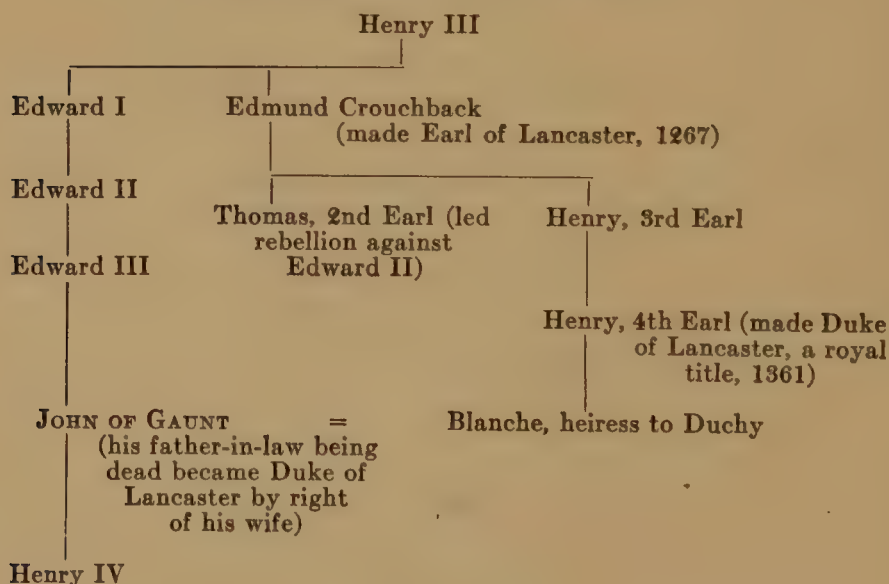 Henry III
Edward I
Edmund Crouchback
(made Earl of Lancaster, 1267)
Edward II
Thomas, 2nd Earl (led
rebellion against
Edward II)
Henry, 3rd Earl
Edward III
Henry, 4th Earl (made Duke
of Lancaster, a royal
title, 1361)
JOHN OF GAUNT =
(his father-in-law being
dead became Duke of
Lancaster by right
of his wife)
Blanche, heiress to Duchy
Henry IV